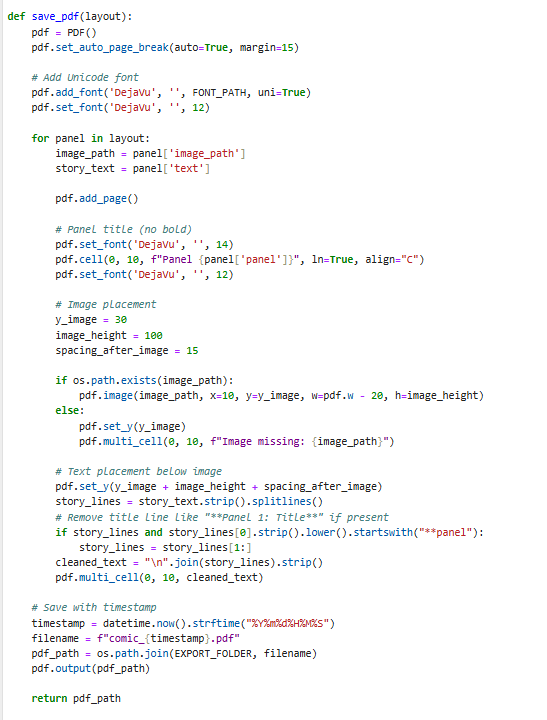 def save_pdf(layout):
    pdf = PDF()
    pdf.set_auto_page_break(auto=True, margin=15)

    # Add Unicode font
    pdf.add_font('DejaVu', '', FONT_PATH, uni=True)
    pdf.set_font('DejaVu', '', 12)

    for panel in layout:
        image_path = panel['image_path']
        story_text = panel['text']

        pdf.add_page()

        # Panel title (no bold)
        pdf.set_font('DejaVu', '', 14)
        pdf.cell(0, 10, f"Panel {panel['panel']}", ln=True, align="C")
        pdf.set_font('DejaVu', '', 12)

        # Image placement
        y_image = 30
        image_height = 100
        spacing_after_image = 15

        if os.path.exists(image_path):
            pdf.image(image_path, x=10, y=y_image, w=pdf.w - 20, h=image_height)
        else:
            pdf.set_y(y_image)
            pdf.multi_cell(0, 10, f"Image missing: {image_path}")

        # Text placement below image
        pdf.set_y(y_image + image_height + spacing_after_image)
        story_lines = story_text.strip().splitlines()
        # Remove title line like "**Panel 1: Title**" if present
        if story_lines and story_lines[0].strip().lower().startswith("**panel"):
            story_lines = story_lines[1:]
        cleaned_text = "\n".join(story_lines).strip()
        pdf.multi_cell(0, 10, cleaned_text)

    # Save with timestamp
    timestamp = datetime.now().strftime("%Y%m%d%H%M%S")
    filename = f"comic_{timestamp}.pdf"
    pdf_path = os.path.join(EXPORT_FOLDER, filename)
    pdf.output(pdf_path)

    return pdf_path